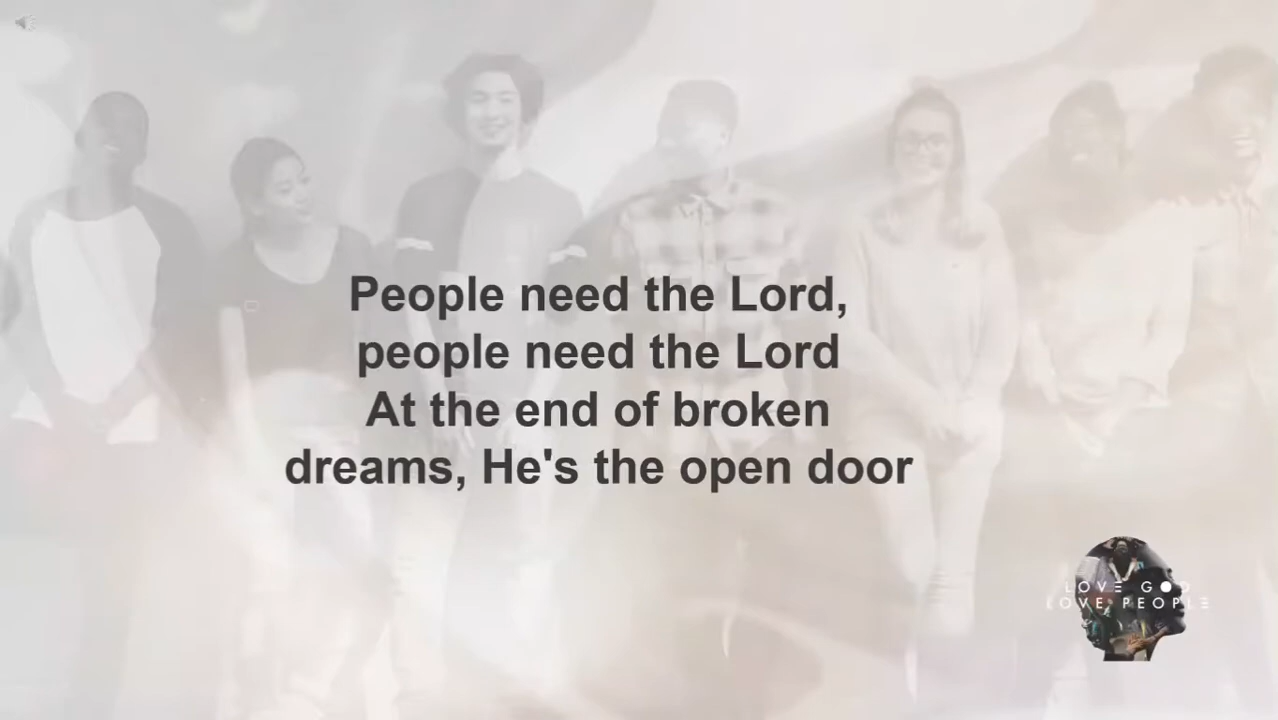 People need the Lord,
people need the Lord
At the end of broken
dreams, He's the open door
LOVE GOD
LOVE PEOPLE